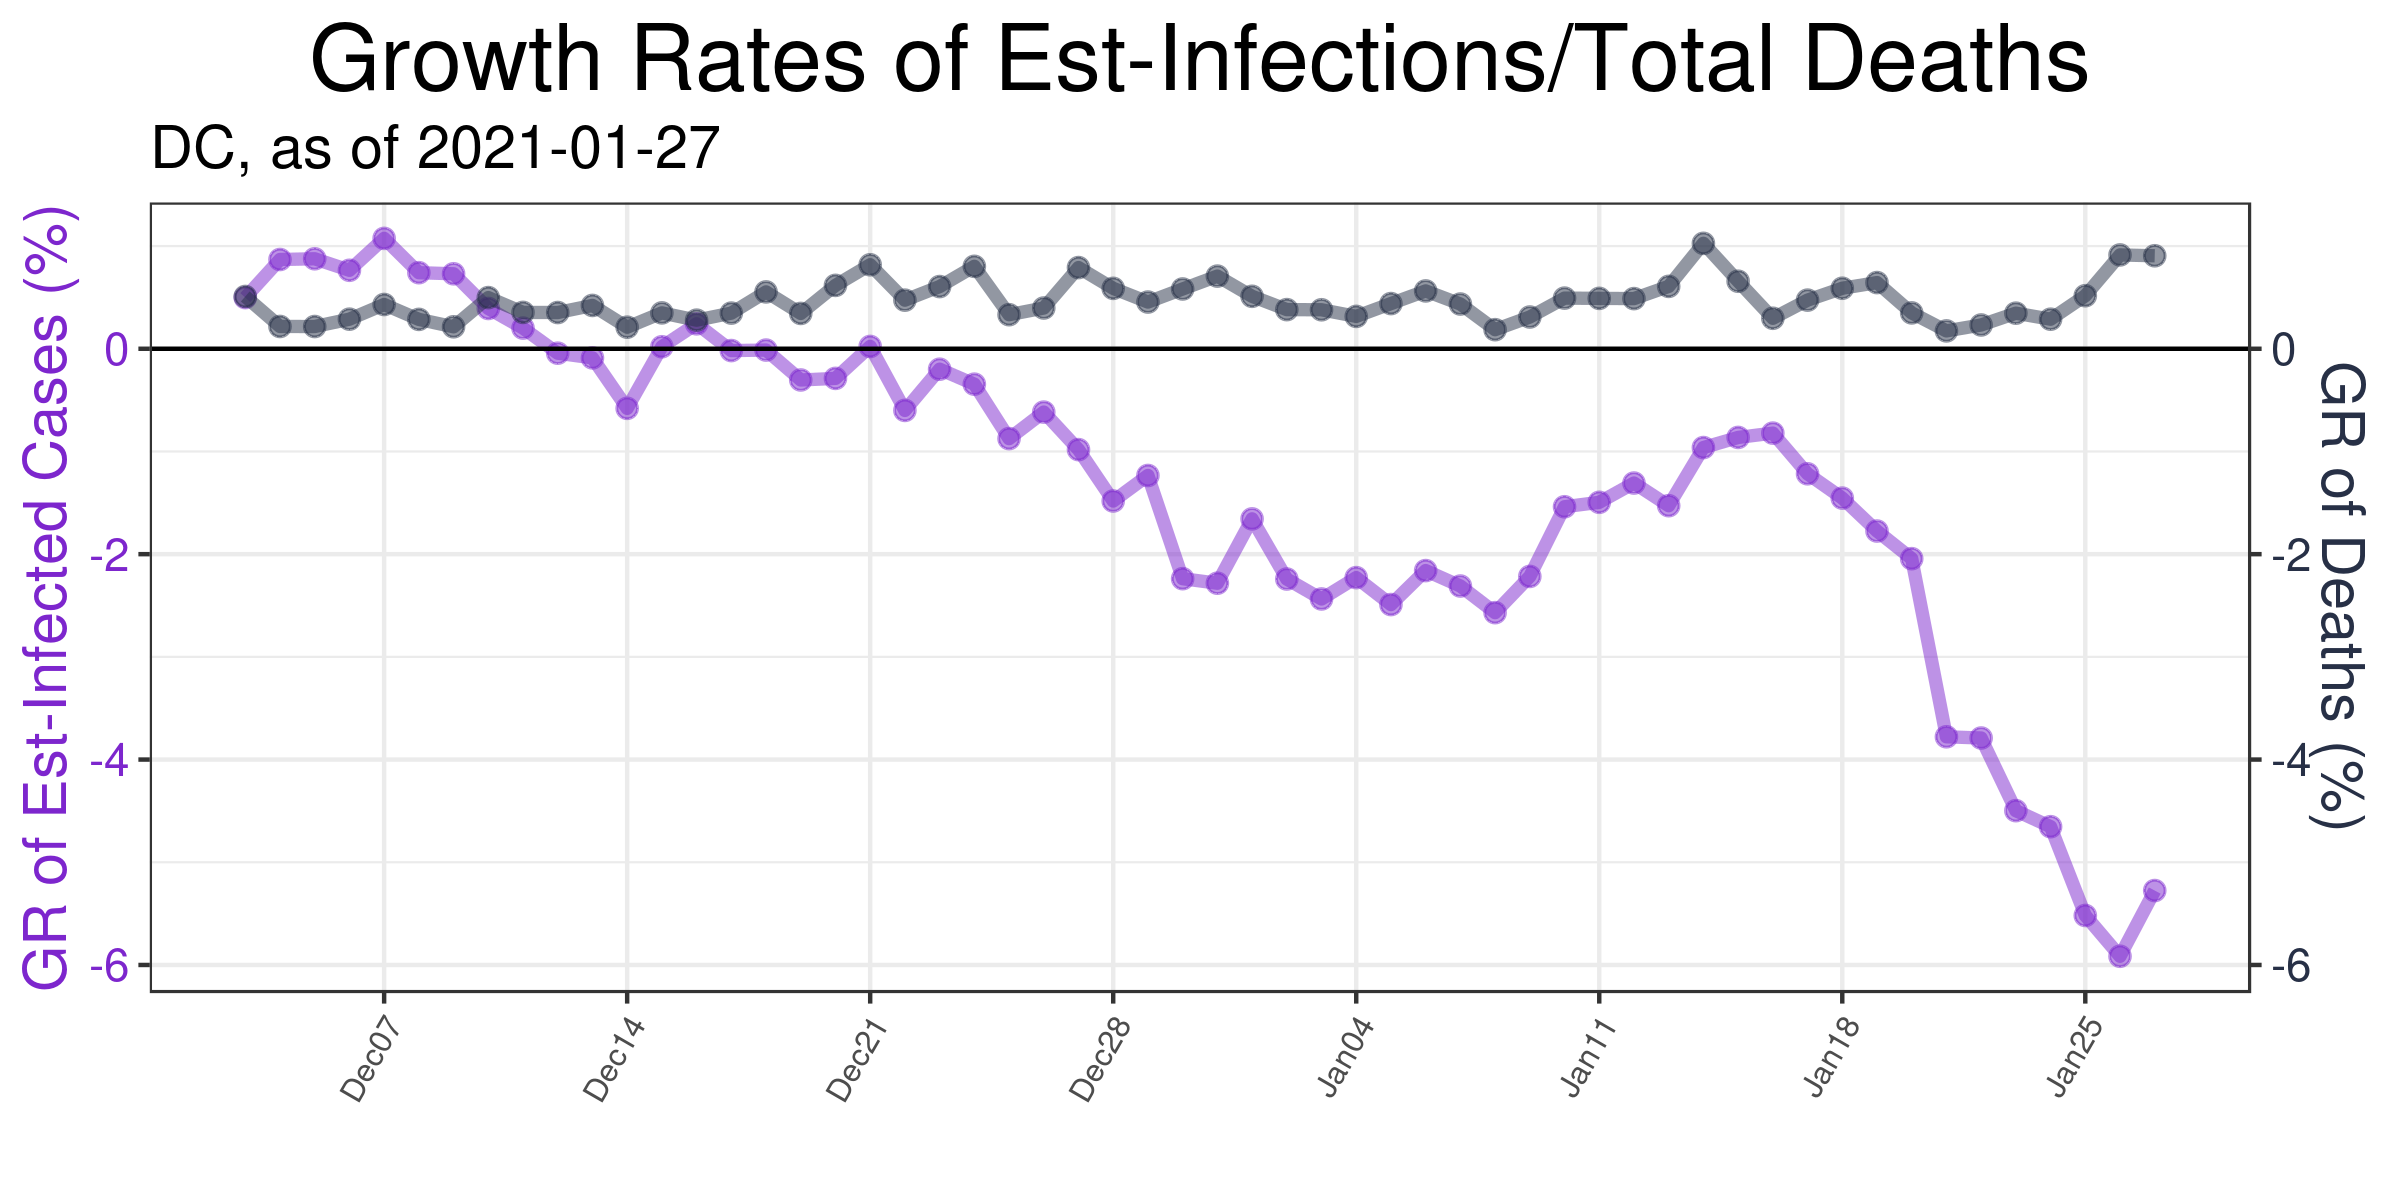 Growth Rates of Est-Infections/Total Deaths
DC, as of 2021-01-27
GR of Est-Infected Cases (%)
0
-2
-4
-6
0
-2
-4
-6
GR of Deaths (%)
Dec07
Dec14
Dec21
Dec28
Jan04
Jan11
Jan18
Jan25